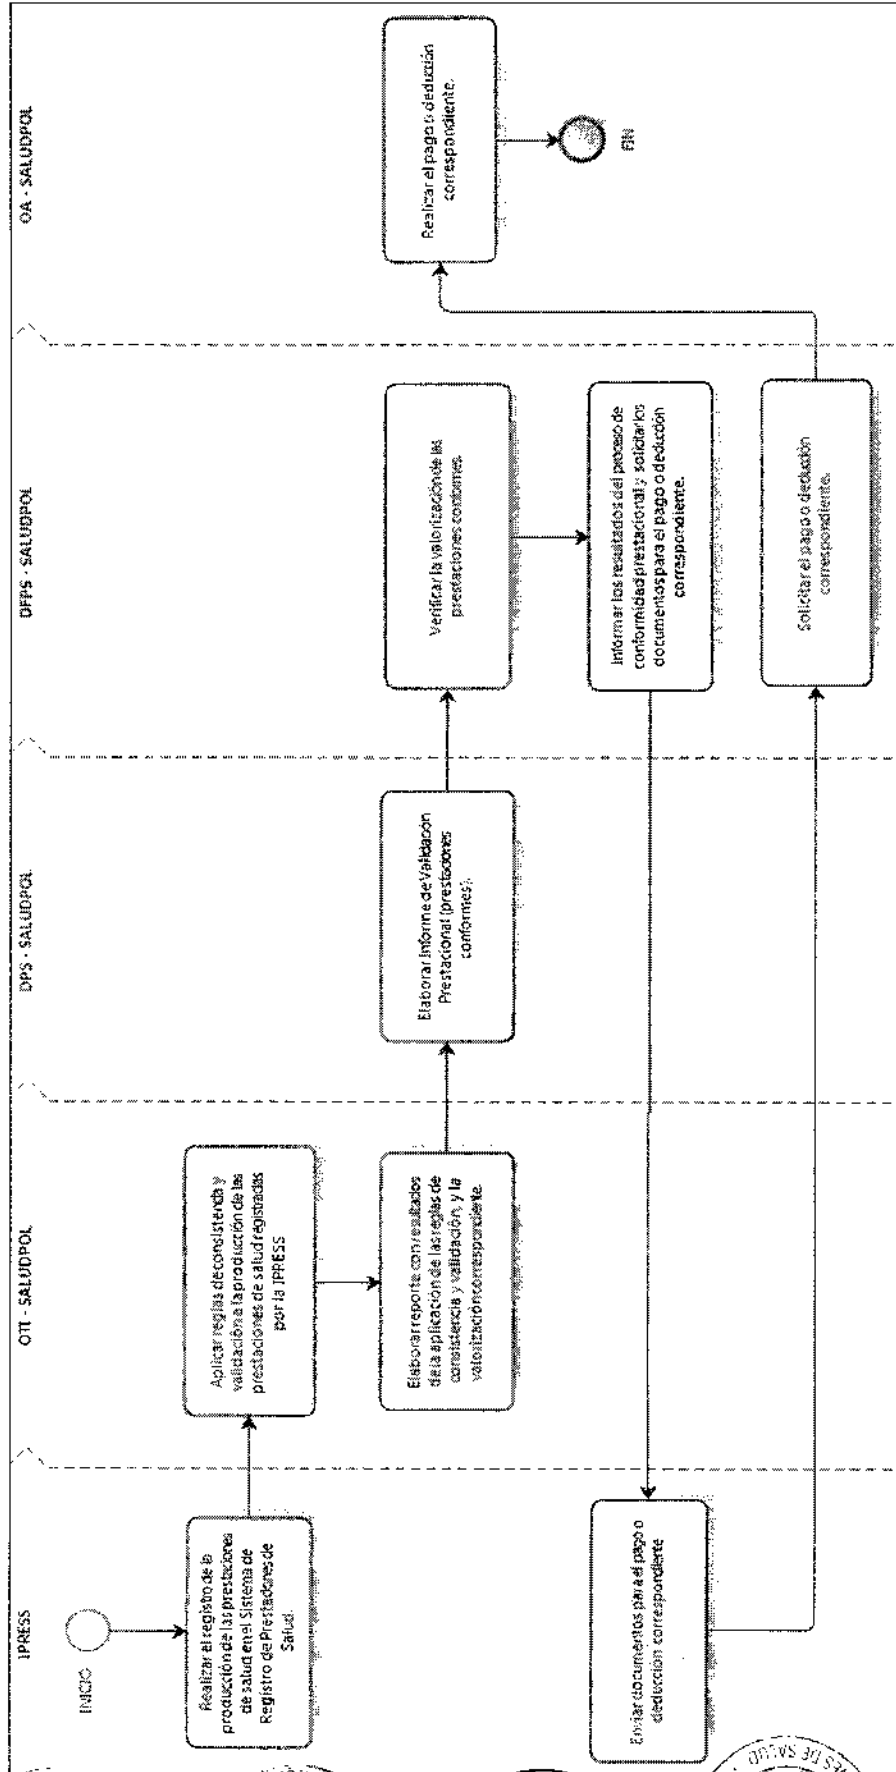 IPRESS
OTI - SALUDPOL
DPS - SALUDPOL
DFPS - SALUDPOL
OA - SALUDPOL
INICIO
Realizar el registro de la
producción de las prestaciones
de salud en el Sistema de
Registro de Prestadores de
Salud.
Aplicar reglas de consistencia y
validación a la producción de las
prestaciones de salud registradas
por la IPRESS
Elaborar reporte con resultados
de la aplicación de las reglas de
consistencia y validación, y la
valorización correspondiente.
Elaborar Informe de Validación
Prestacional (prestaciones
conformes).
Verificar la valorización de las
prestaciones conformes.
Informar los resultados del proceso de
conformidad prestacional y solicitar los
documentos para el pago o deducción
correspondiente.
Enviar documentos para el pago o
deducción correspondiente
Solicitar el pago o deducción
correspondiente.
Realizar el pago o deducción
correspondiente.
FIN
DE SALUD